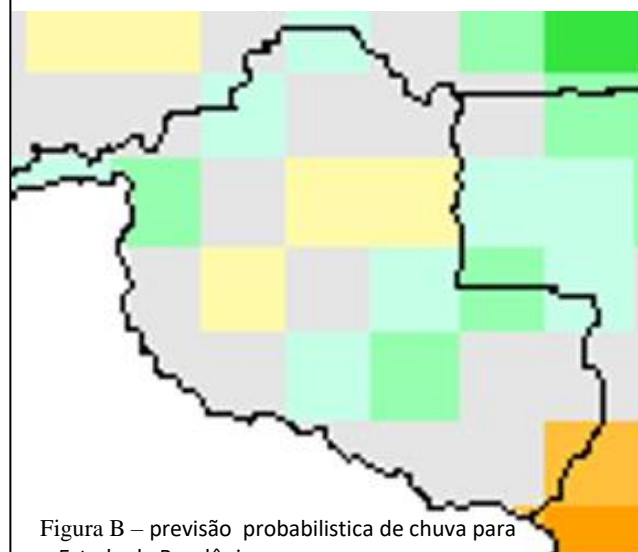 Figura B – previsão probabilistica de chuva para
o Estado de Rondônia